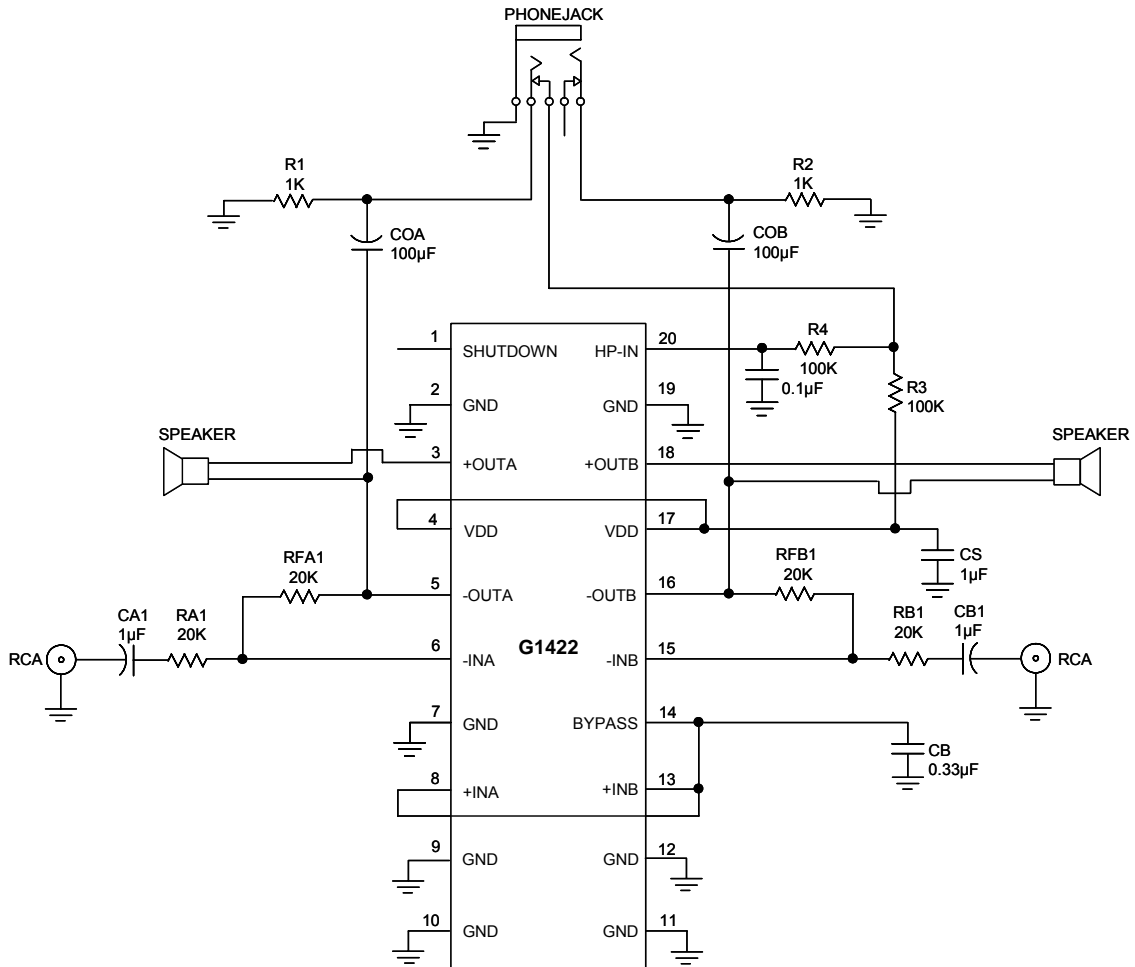 PHONEJACK
R1
1K
R2
1K
COA
100µF
COB
100µF
1
SHUTDOWN
HP-IN
20
R4
100K
0.1µF
R3
100K
2
GND
GND
19
SPEAKER
3
+OUTA
+OUTB
18
SPEAKER
4
VDD
VDD
17
CS
1µF
RFA1
20K
5
-OUTA
-OUTB
16
RFB1
20K
CA1
1µF
RA1
20K
RCA
6
-INA
G1422
-INB
15
RB1
20K
CB1
1µF
RCA
7
GND
BYPASS
14
CB
0.33µF
8
+INA
+INB
13
9
GND
GND
12
10
GND
GND
11